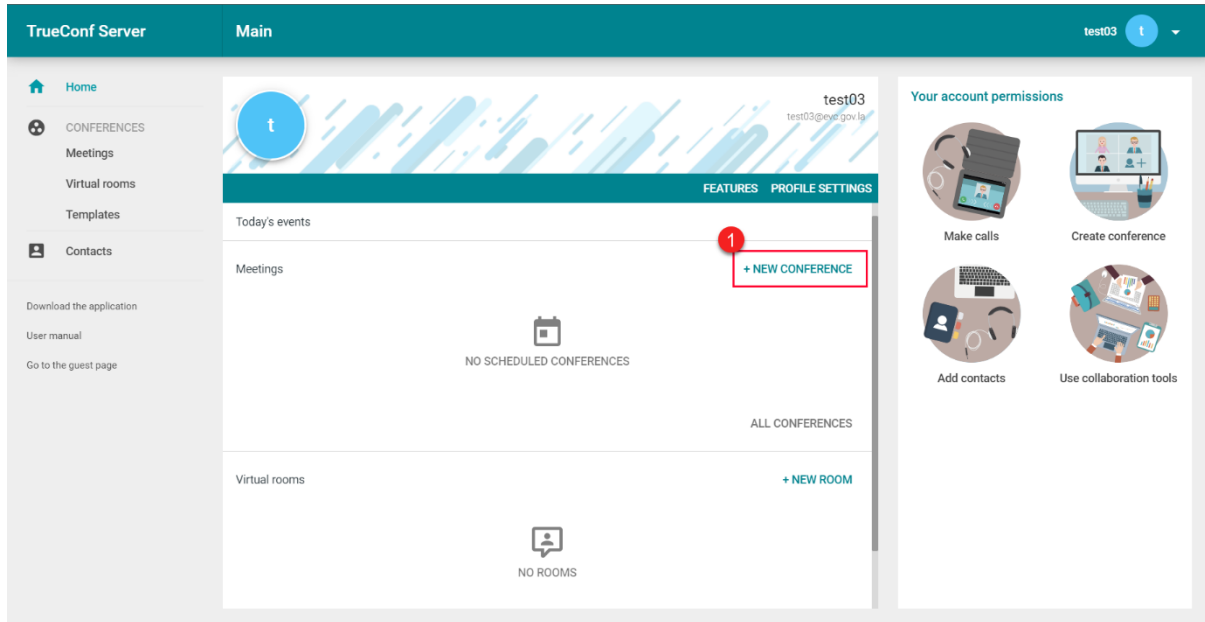 TrueConf Server
Main
test03
t
Home
CONFERENCES
Meetings
Virtual rooms
Templates
Contacts
Download the application
User manual
Go to the guest page
t
test03
test03@evc.gov.la
FEATURES PROFILE SETTINGS
Today's events
1
Meetings
+ NEW CONFERENCE
NO SCHEDULED CONFERENCES
ALL CONFERENCES
Virtual rooms
+ NEW ROOM
NO ROOMS
Your account permissions
Make calls
Create conference
Add contacts
Use collaboration tools